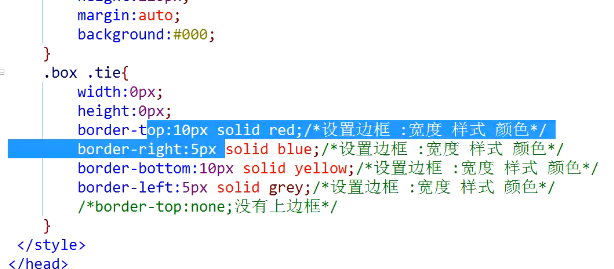 margin:auto;
background:#000;
}
.box .tie{
width:0px;
height:0px;
border-top:10px solid red;/*设置边框 :宽度 样式 颜色*/
border-right:5px solid blue;/*设置边框 :宽度 样式 颜色*/
border-bottom:10px solid yellow;/*设置边框 :宽度 样式 颜色*/
border-left:5px solid grey;/*设置边框 :宽度 样式 颜色*/
/*border-top:none;没有上边框*/
}
</style>
</head>